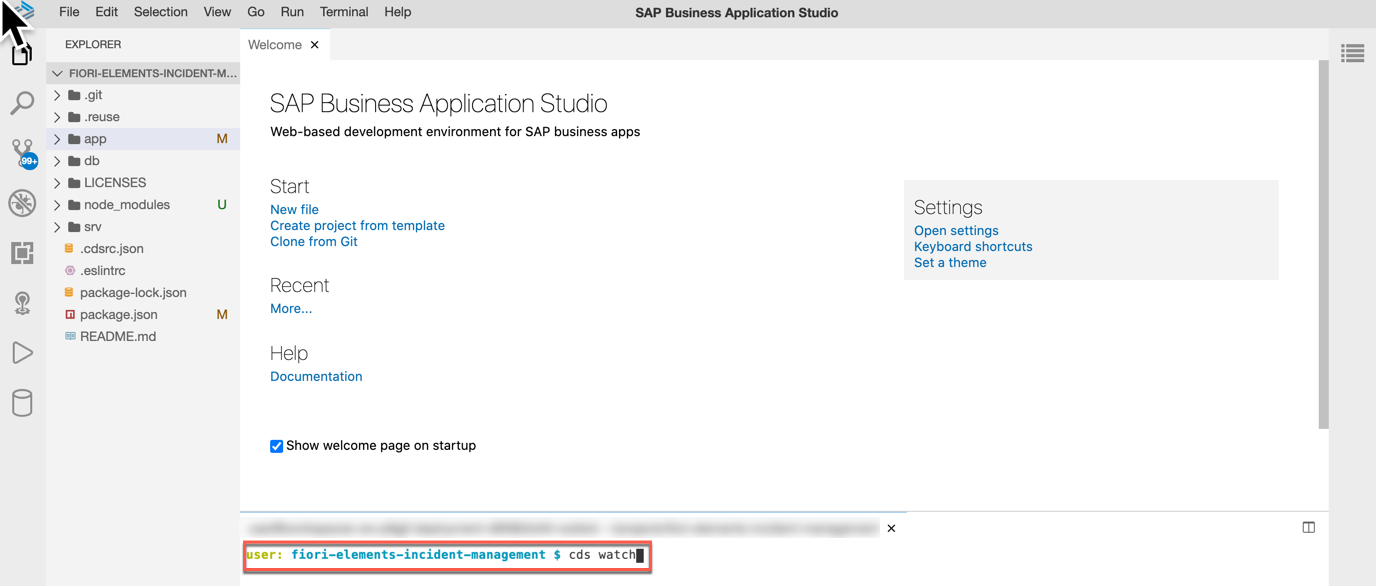 File Edit Selection View Go Run Terminal Help
SAP Business Application Studio
EXPLORER
FIORI-ELEMENTS-INCIDENT-M...
.git
.reuse
app M
db
LICENSES
node_modules U
srv
.cdsrc.json
.eslintrc
package-lock.json
package.json M
README.md
99+
Welcome
SAP Business Application Studio
Web-based development environment for SAP business apps
Start
New file
Create project from template
Clone from Git
Recent
More...
Help
Documentation
Show welcome page on startup
Settings
Open settings
Keyboard shortcuts
Set a theme
user: fiori-elements-incident-management $ cds watch